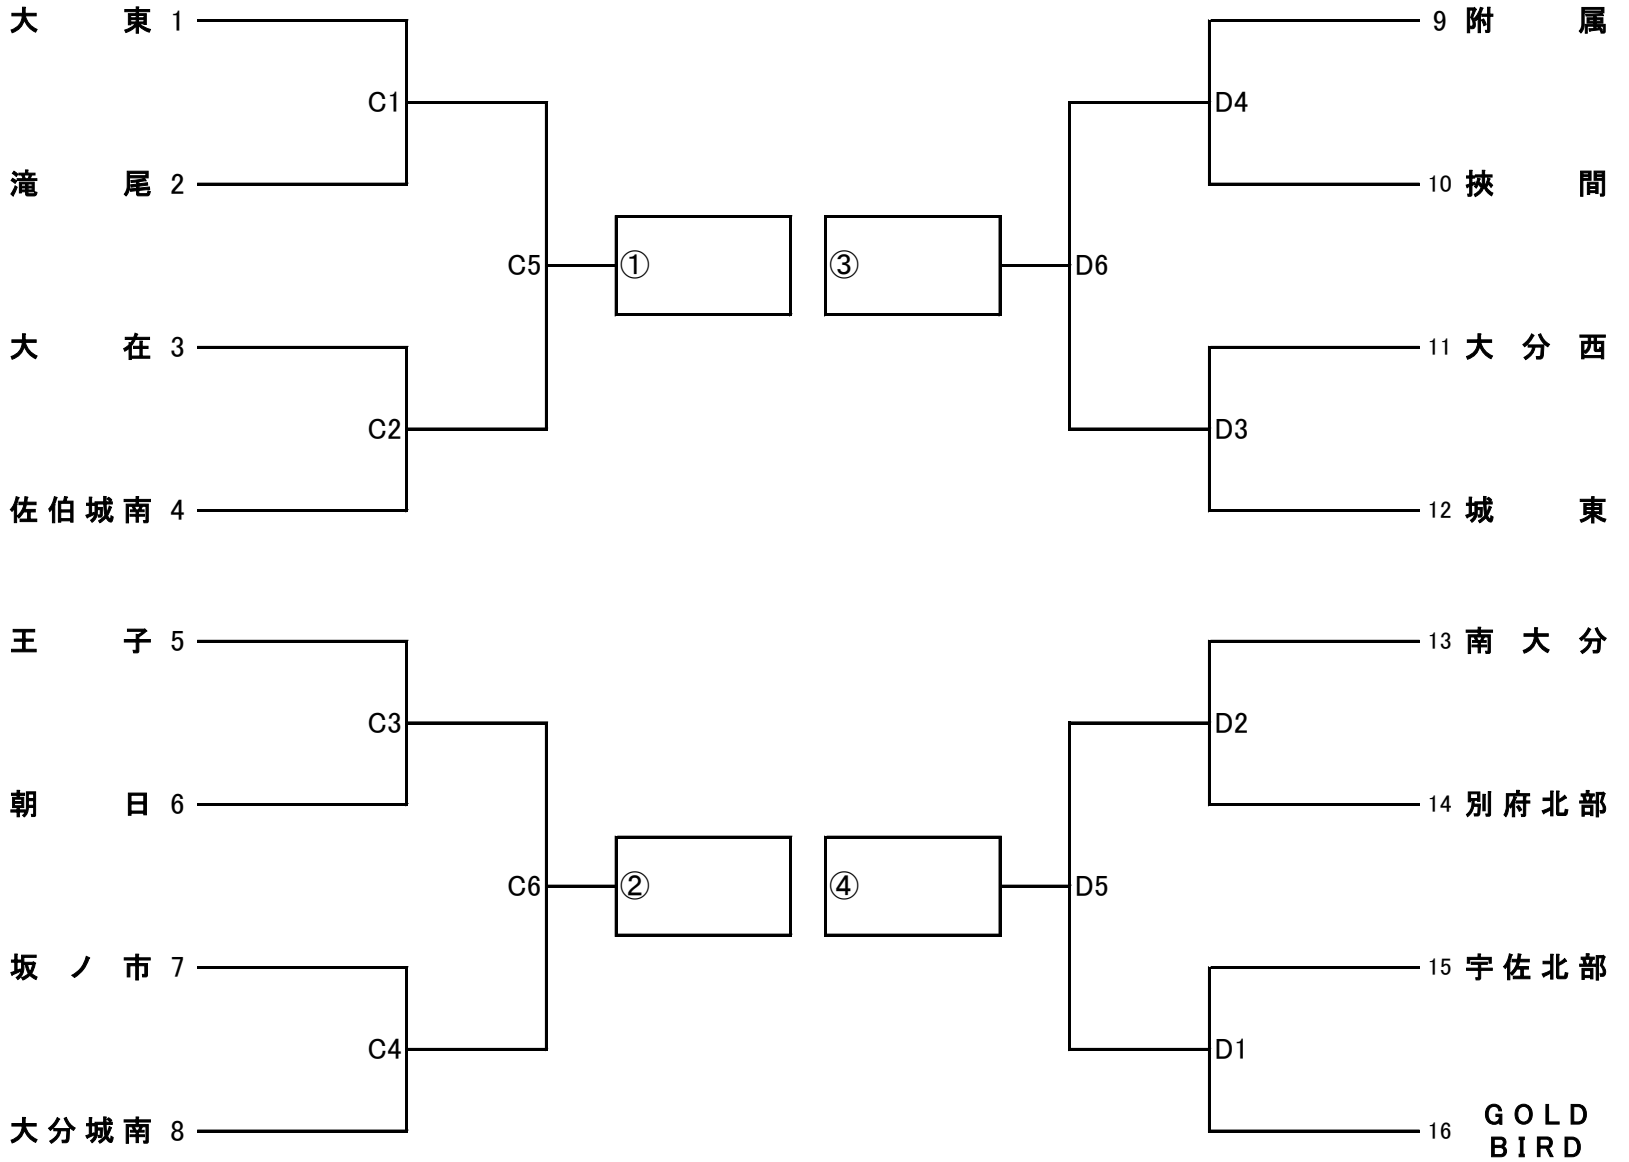 大東 1
9 附属
C1
D4
滝尾 2
10 挾間
C5
①
③
D6
大在 3
11 大分西
C2
D3
佐伯城南 4
12 城東
王子 5
13 南大分
C3
D2
朝日 6
14 別府北部
C6
②
④
D5
坂ノ市 7
15 宇佐北部
C4
D1
大分城南 8
16 GOLD
BIRD